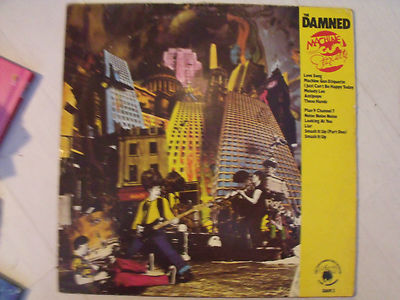 THE
DAMNED
MACHINE
GUN
Etiquette
Love Song
Machine Gun Etiquette
I Just Can't Be Happy Today
Melody Lee
Antipope
These Hands
Plan 9 Channel 7
Noise Noise Noise
Looking At You
Liar
Smash It Up (Part One)
Smash It Up